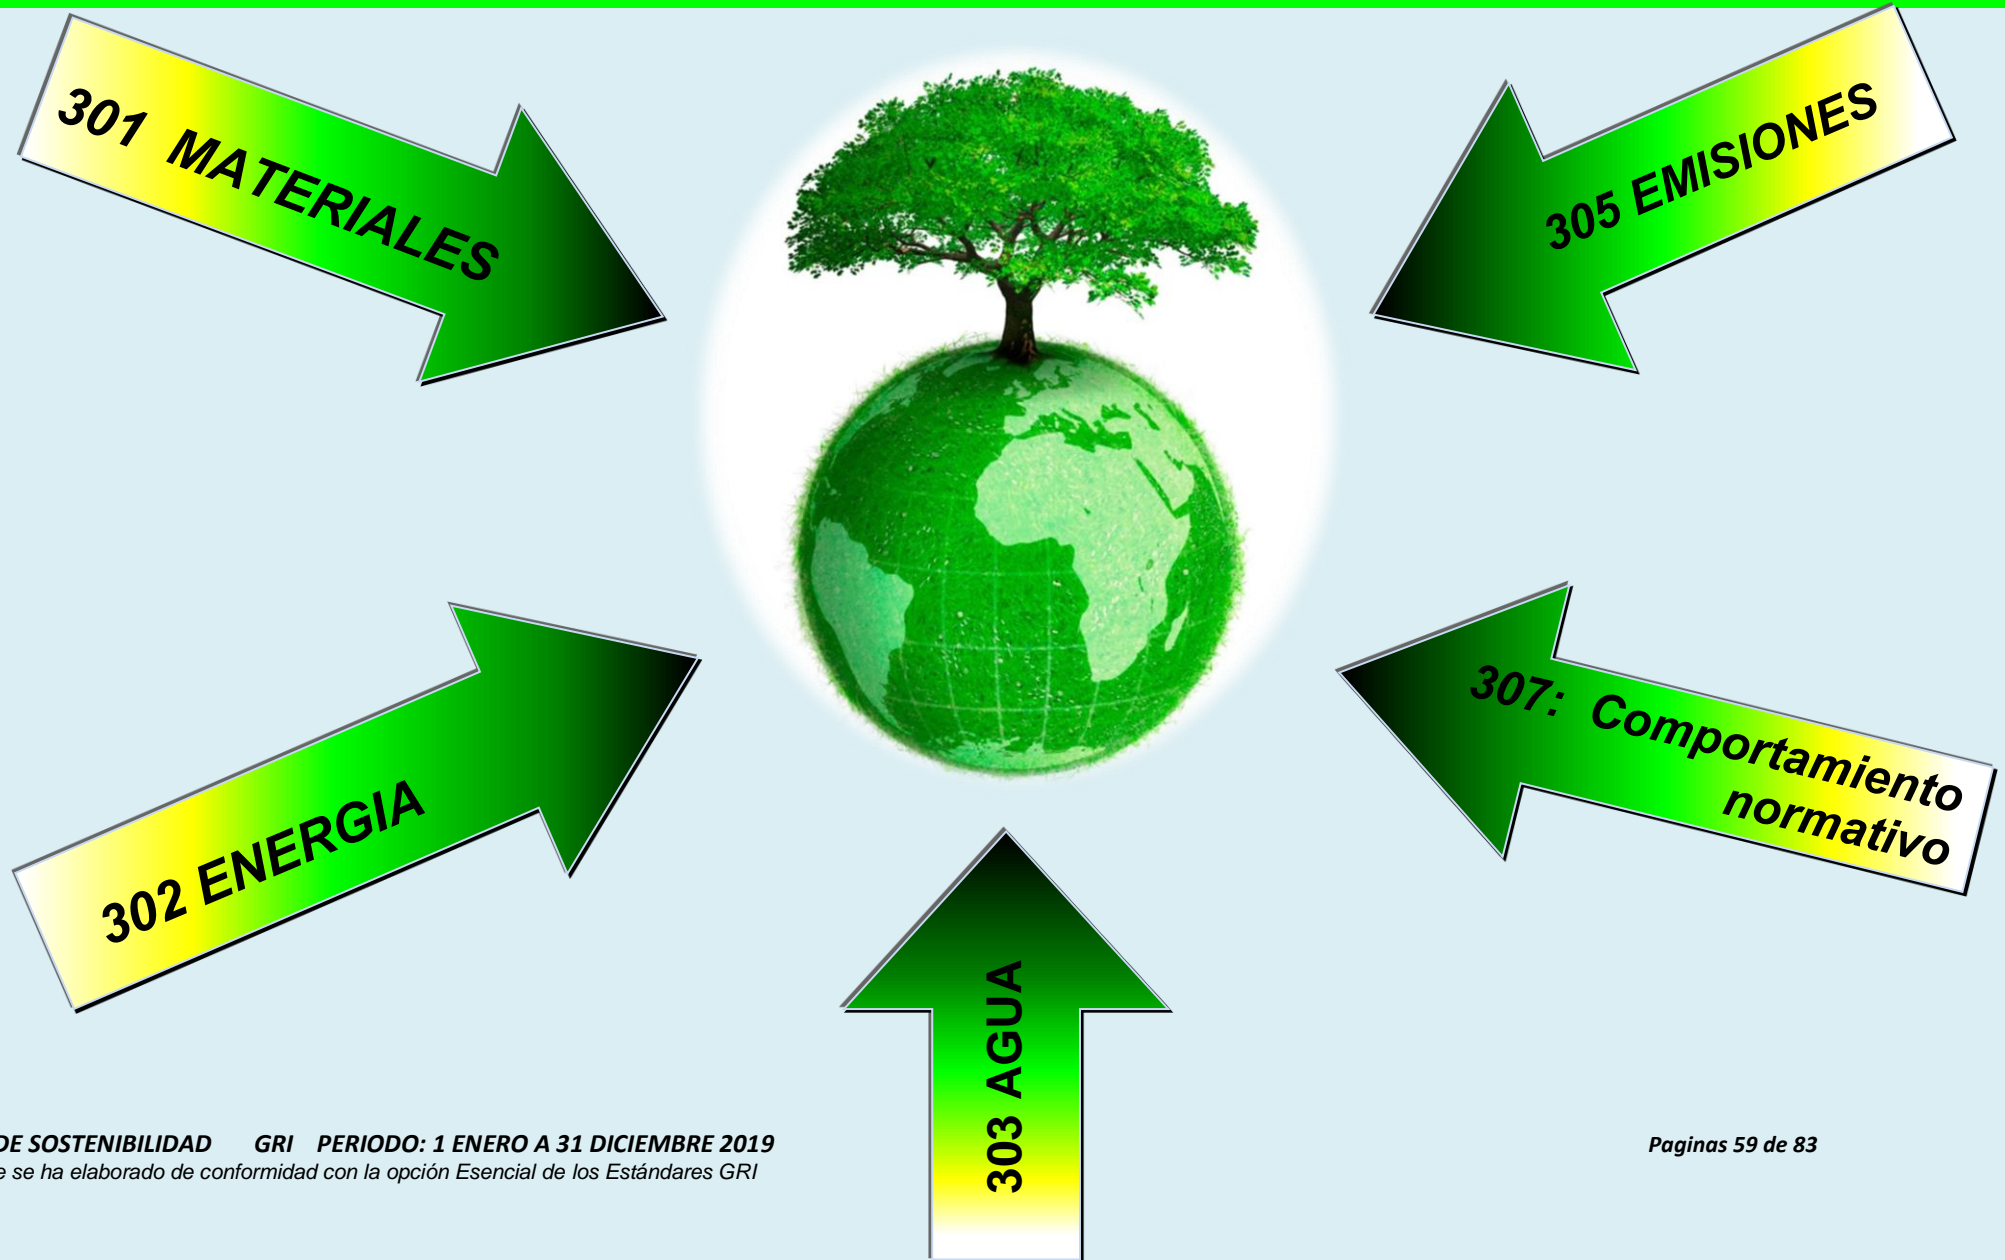 301 MATERIALES
305 EMISIONES
302 ENERGIA
307: Comportamiento
normativo
303 AGUA
DE SOSTENIBILIDAD GRI PERIODO: 1 ENERO A 31 DICIEMBRE 2019
se ha elaborado de conformidad con la opción Esencial de los Estándares GRI
Paginas 59 de 83